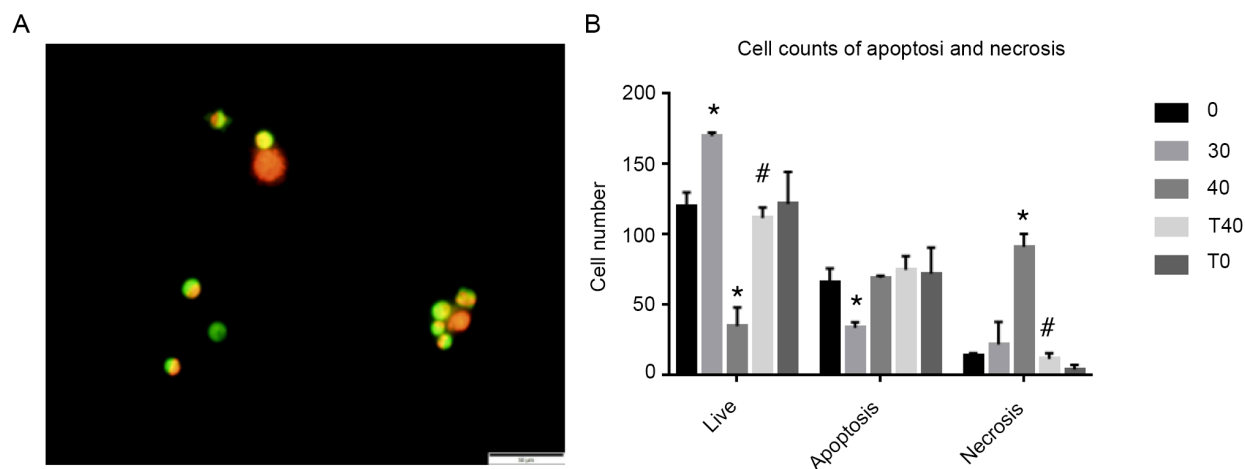 A
B
Cell counts of apoptosi and necrosis
Cell number
200
150
100
50
0
*
*
#
*
*
#
Live
Apoptosis
Necrosis
0
30
40
T40
T0